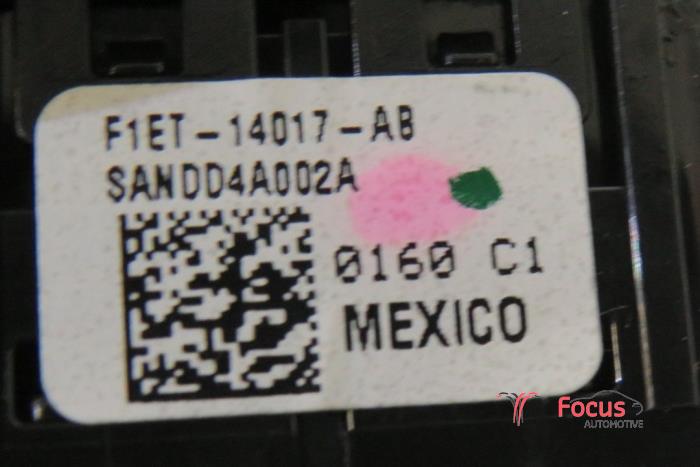 F1ET-14017-AB
SANDD4A002A
0160 C1
MEXICO
Focus
AUTOMOTIVE